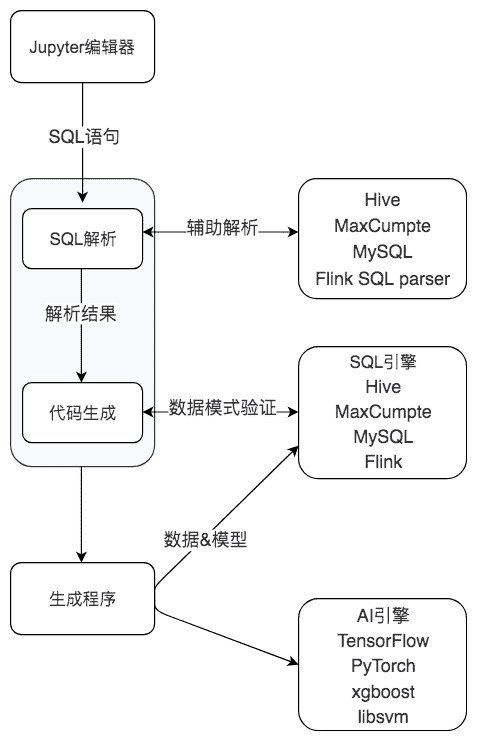 Jupyter编辑器
SQL语句
SQL解析
辅助解析
Hive
MaxCumpte
MySQL
Flink SQL parser
解析结果
代码生成
数据模式验证
SQL引擎
Hive
MaxCumpte
MySQL
Flink
数据&模型
生成程序
AI引擎
TensorFlow
PyTorch
xgboost
libsvm